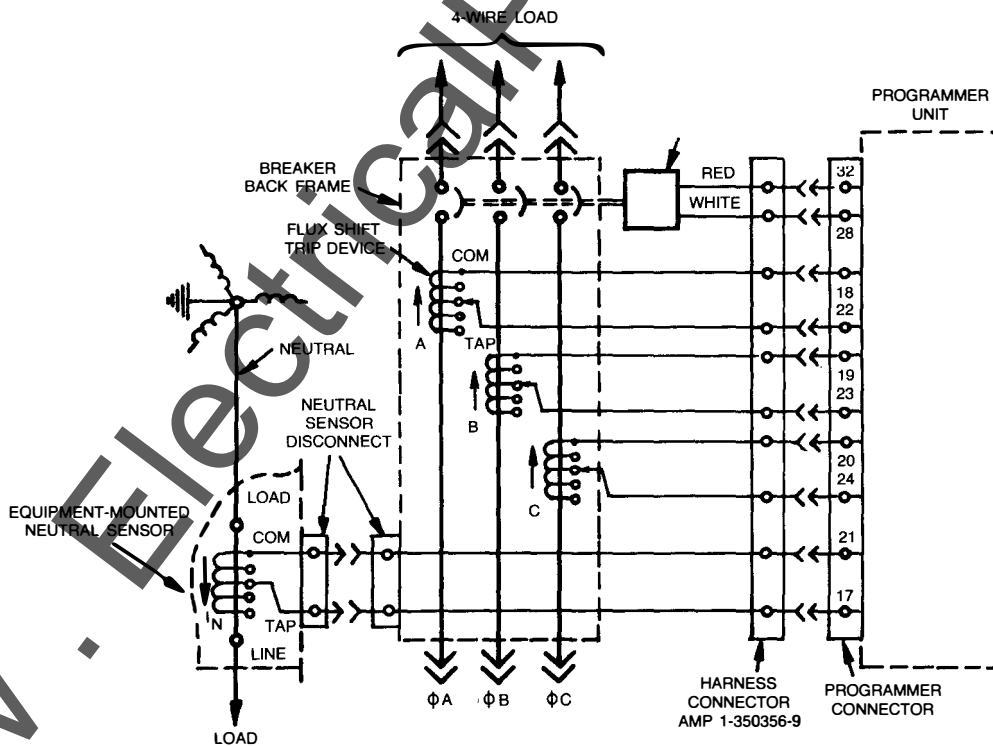 4-WIRE LOAD
PROGRAMMER
UNIT
BREAKER
BACK FRAME
RED
WHITE
32
28
FLUX SHIFT
TRIP DEVICE
COM
18
22
A
TAP
NEUTRAL
19
23
B
NEUTRAL
SENSOR
DISCONNECT
20
24
C
LOAD
EQUIPMENT-MOUNTED
NEUTRAL SENSOR
COM
21
17
N
TAP
LINE
ΦA
ΦB
ΦC
HARNESS
CONNECTOR
AMP 1-350356-9
PROGRAMMER
CONNECTOR
LOAD
. Electrical